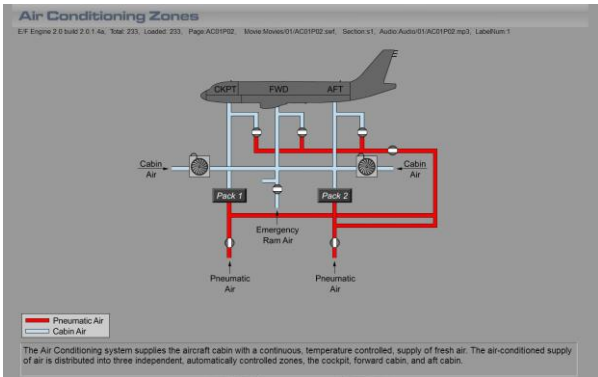 Air Conditioning Zones
E/F Engine 2.0 build 2.0.1.4a, Total: 233, Loaded: 233, Page:AC01P02, Movie:Movies/01/AC01P02.swf, Section:s1, Audio:Audio/01/AC01P02.mp3, LabelNum:1
CKPT FWD AFT
Cabin
Air
Cabin
Air
Pack 1
Pack 2
Emergency
Ram Air
Pneumatic
Air
Pneumatic
Air
Pneumatic Air
Cabin Air
The Air Conditioning system supplies the aircraft cabin with a continuous, temperature controlled, supply of fresh air. The air-conditioned supply
of air is distributed into three independent, automatically controlled zones, the cockpit, forward cabin, and aft cabin.